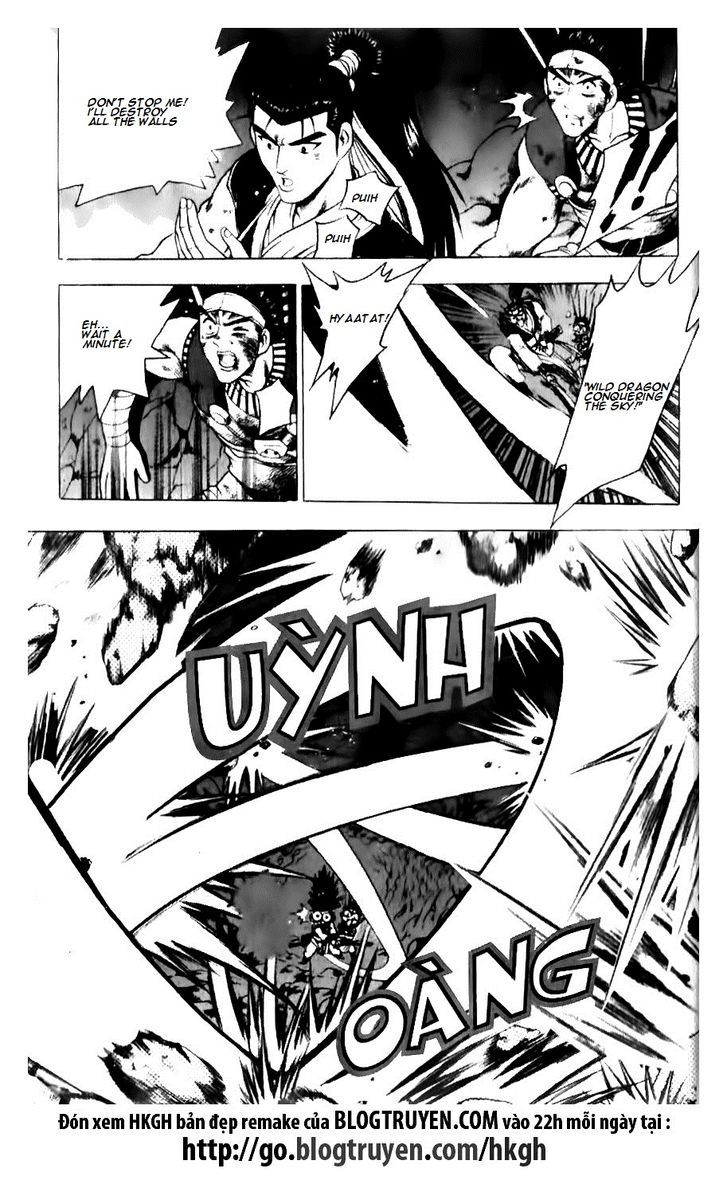 DON'T STOP ME!
I'LL DESTROY
ALL THE WALLS
PUIH
PUIH
EH...
WAIT A
MINUTE!
HYAATAT!
"WILD DRAGON
CONQUERING
THE SKY!"
UỲNH
OÀNG
Đón xem HKGH bản đẹp remake của BLOGTRUYEN.COM vào 22h mỗi ngày tại :
http://go.blogtruyen.com/hkgh